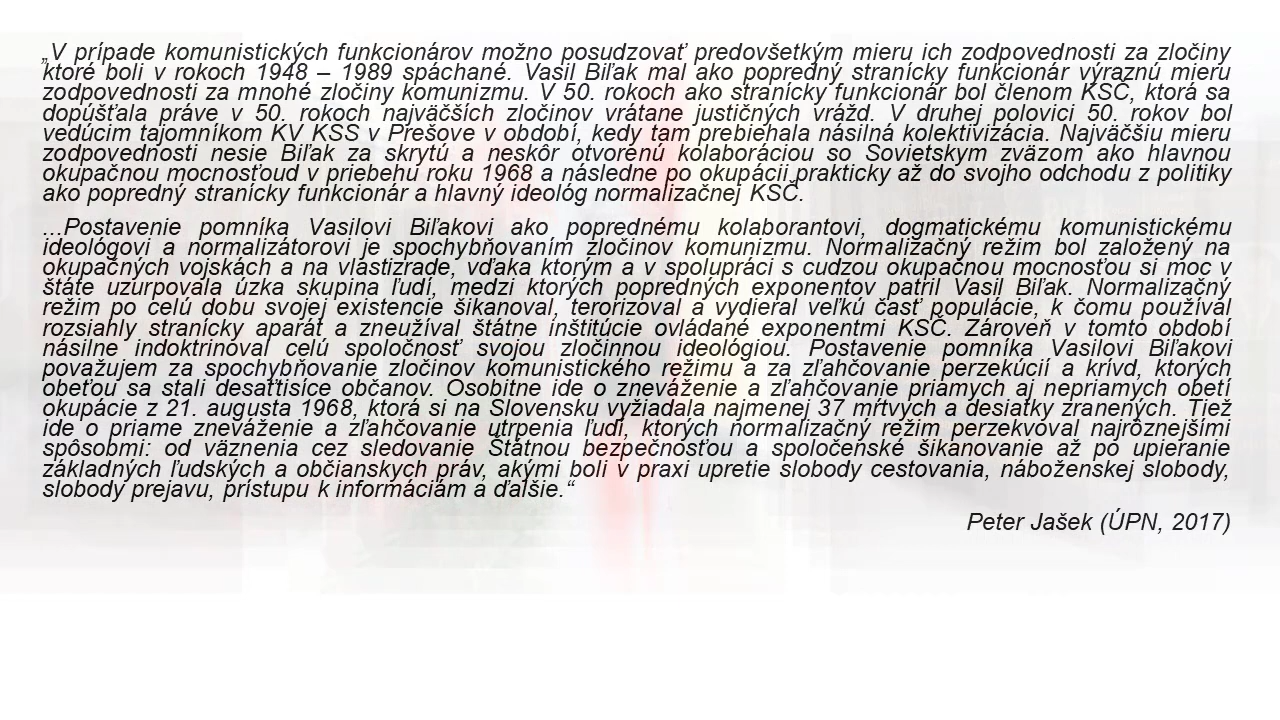 „V prípade komunistických funkcionárov možno posudzovať predovšetkým mieru ich zodpovednosti za zločiny
ktoré boli v rokoch 1948 – 1989 spáchané. Vasil Biľak mal ako popredný stranícky funkcionár výraznú mieru
zodpovednosti za mnohé zločiny komunizmu. V 50. rokoch ako stranícky funkcionár bol členom KSČ, ktorá sa
dopúšťala práve v 50. rokoch najväčších zločinov vrátane justičných vrážd. V druhej polovici 50. rokov bol
vedúcim tajomníkom KV KSS v Prešove v období, kedy tam prebiehala násilná kolektivizácia. Najväčšiu mieru
zodpovednosti nesie Biľak za skrytú a neskôr otvorenú kolaboráciou so Sovietskym zväzom ako hlavnou
okupačnou mocnosťoud v priebehu roku 1968 a následne po okupácii prakticky až do svojho odchodu z politiky
ako popredný stranícky funkcionár a hlavný ideológ normalizačnej KSČ.
...Postavenie pomníka Vasilovi Biľakovi ako poprednému kolaborantovi, dogmatickému komunistickému
ideológovi a normalizátorovi je spochybňovaním zločinov komunizmu. Normalizačný režim bol založený na
okupačných vojskách a na vlastizrade, vďaka ktorým a v spolupráci s cudzou okupačnou mocnosťou si moc v
štáte uzurpovala úzka skupina ľudí, medzi ktorých popredných exponentov patril Vasil Biľak. Normalizačný
režim po celú dobu svojej existencie šikanoval, terorizoval a vydieral veľkú časť populácie, k čomu používal
rozsiahly stranícky aparát a zneužíval štátne inštitúcie ovládané exponentmi KSČ. Zároveň v tomto období
násilne indoktrinoval celú spoločnosť svojou zločinnou ideológiou. Postavenie pomníka Vasilovi Biľakovi
považujem za spochybňovanie zločinov komunistického režimu a za zľahčovanie perzekúcií a krívd, ktorých
obeťou sa stali desaťtisíce občanov. Osobitne ide o zneváženie a zľahčovanie priamych aj nepriamych obetí
okupácie z 21. augusta 1968, ktorá si na Slovensku vyžiadala najmenej 37 mŕtvych a desiatky zranených. Tiež
ide o priame zneváženie a zľahčovanie utrpenia ľudí, ktorých normalizačný režim perzekvoval najrôznejšími
spôsobmi: od väznenia cez sledovanie Štátnou bezpečnosťou a spoločenské šikanovanie až po upieranie
základných ľudských a občianskych práv, akými boli v praxi upretie slobody cestovania, náboženskej slobody,
slobody prejavu, prístupu k informáciám a ďalšie.“
Peter Jašek (ÚPN, 2017)